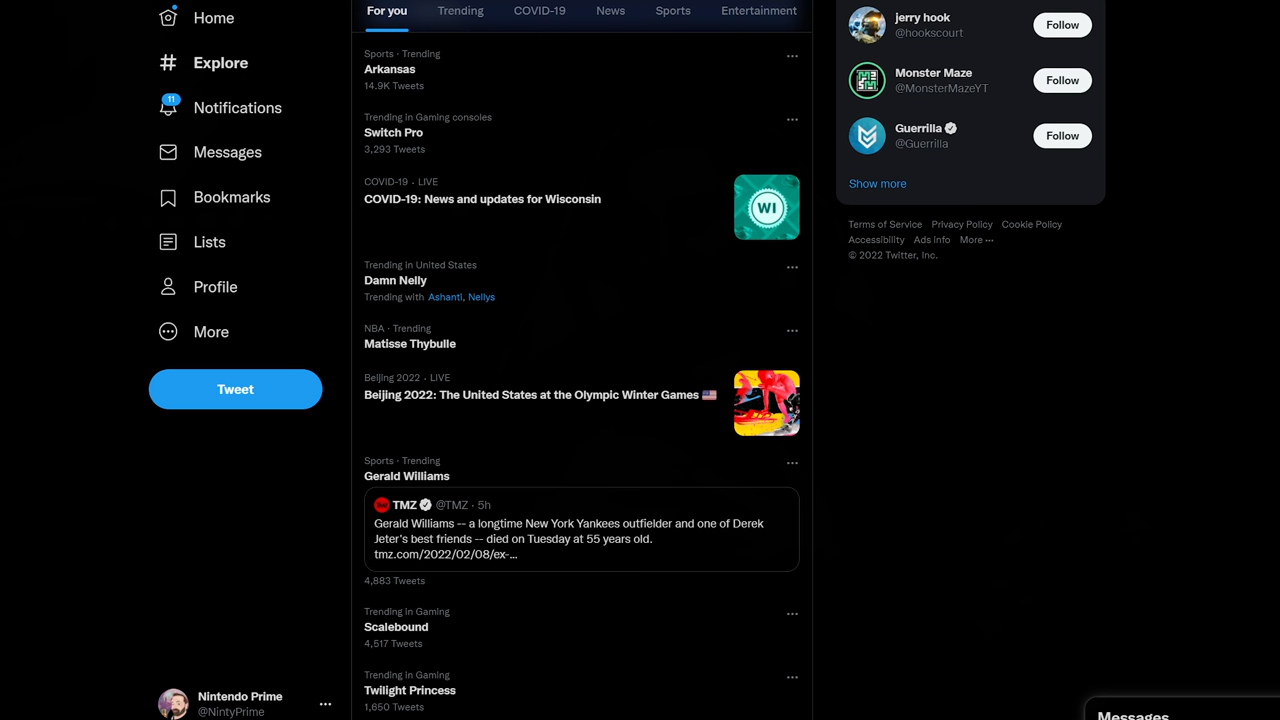 Home
Explore
11
Notifications
Messages
Bookmarks
Lists
Profile
More
Tweet
Nintendo Prime
@NintyPrime
For you Trending COVID-19 News Sports Entertainment
Sports · Trending
Arkansas
14.9K Tweets
Trending in Gaming consoles
Switch Pro
3,293 Tweets
COVID-19 · LIVE
COVID-19: News and updates for Wisconsin
WI
Trending in United States
Damn Nelly
Trending with Ashanti, Nellys
NBA · Trending
Matisse Thybulle
Beijing 2022 · LIVE
Beijing 2022: The United States at the Olympic Winter Games 🇺🇸
Sports · Trending
Gerald Williams
TMZ @TMZ · 5h
Gerald Williams -- a longtime New York Yankees outfielder and one of Derek
Jeter's best friends -- died on Tuesday at 55 years old.
tmz.com/2022/02/08/ex-...
4,883 Tweets
Trending in Gaming
Scalebound
4,517 Tweets
Trending in Gaming
Twilight Princess
1,650 Tweets
jerry hook
@hookscourt
Follow
Monster Maze
@MonsterMazeYT
Follow
Guerrilla
@Guerrilla
Follow
Show more
Terms of Service Privacy Policy Cookie Policy
Accessibility Ads info More ···
© 2022 Twitter, Inc.
Messages